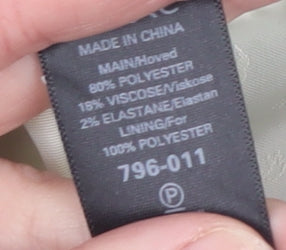 MADE IN CHINA
MAIN/Hoved
80% POLYESTER
18% VISCOSE/Viskose
2% ELASTANE/Elastan
LINING/For
100% POLYESTER
796-011
P